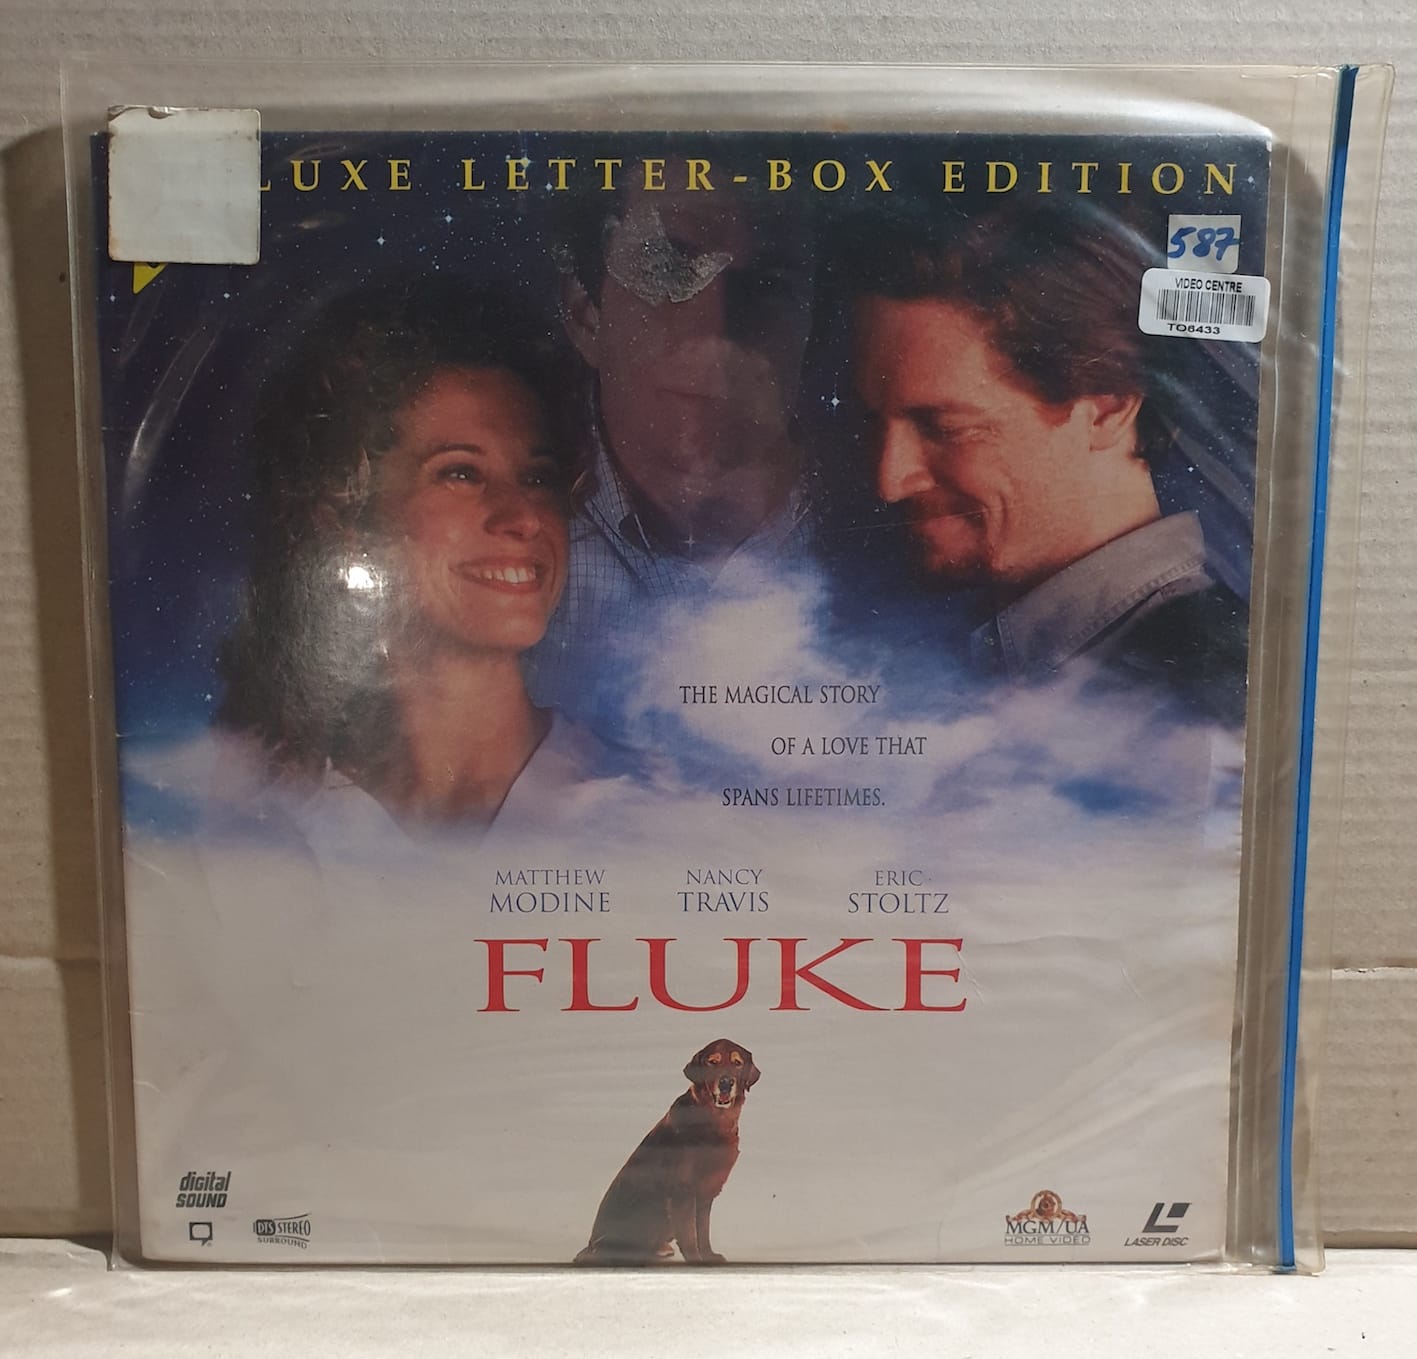 LUXE LETTER-BOX EDITION
587
VIDEO CENTRE
TO6433
THE MAGICAL STORY
OF A LOVE THAT
SPANS LIFETIMES.
MATTHEW MODINE
NANCY TRAVIS
ERIC STOLTZ
FLUKE
digital
SOUND
DTS STEREO
SURROUND
MGM/UA
HOME VIDEO
LASER DISC